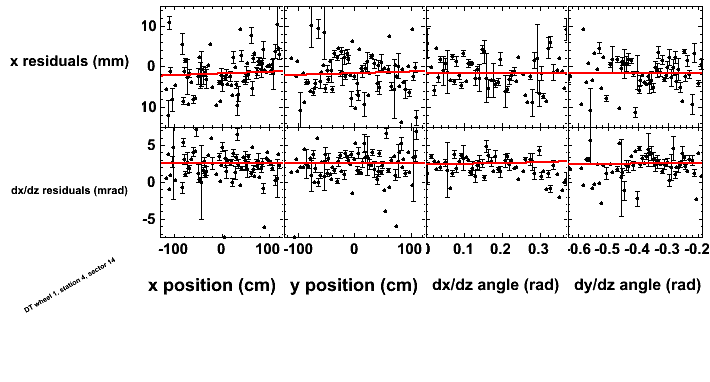 x residuals (mm)
10
0
10
dx/dz residuals (mrad)
5
0
-5
-100 0 100 -100 0 100 0.1 0.2 0.3 -0.6 -0.5 -0.4 -0.3 -0.2
x position (cm) y position (cm) dx/dz angle (rad) dy/dz angle (rad)
DT wheel 1, station 4, sector 14